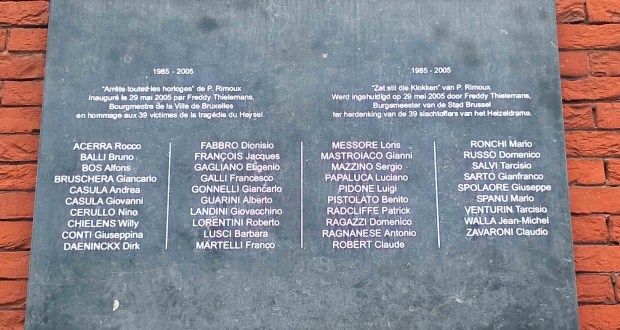 1985 - 2005
"Arrête toutes les horloges" de P. Rimoux
Inauguré le 29 mai 2005 par Freddy Thielemans,
Bourgmestre de la Ville de Bruxelles
en hommage aux 39 victimes de la tragédie du Heysel.
ACERRA Rocco
BALLI Bruno
BOS Alfons
BRUSCHERA Giancarlo
CASULA Andrea
CASULA Giovanni
CERULLO Nino
CHIELENS Willy
CONTI Giuseppina
DAENINCKX Dirk
FABBRO Dionisio
FRANÇOIS Jacques
GAGLIANO Eugenio
GALLI Francesco
GONNELLI Giancarlo
GUARINI Alberto
LANDINI Giovacchino
LORENTINI Roberto
LUSCI Barbara
MARTELLI Franco
1985 - 2005
"Zet stil die Klokken" van P. Rimoux
Werd ingehuldigd op 29 mei 2005 door Freddy Thielemans,
Burgemeester van de Stad Brussel
ter herdenking van de 39 slachtoffers van het Heizeldrama.
MESSORE Loris
MASTROIACO Gianni
MAZZINO Sergio
PAPALUCA Luciano
PIDONE Luigi
PISTOLATO Benito
RADCLIFFE Patrick
RAGAZZI Domenico
RAGNANESE Antonio
ROBERT Claude
RONCHI Mario
RUSSO Domenico
SALVI Tarcisio
SARTO Gianfranco
SPOLAORE Giuseppe
SPANU Mario
VENTURIN Tarcisio
WALLA Jean-Michel
ZAVARONI Claudio